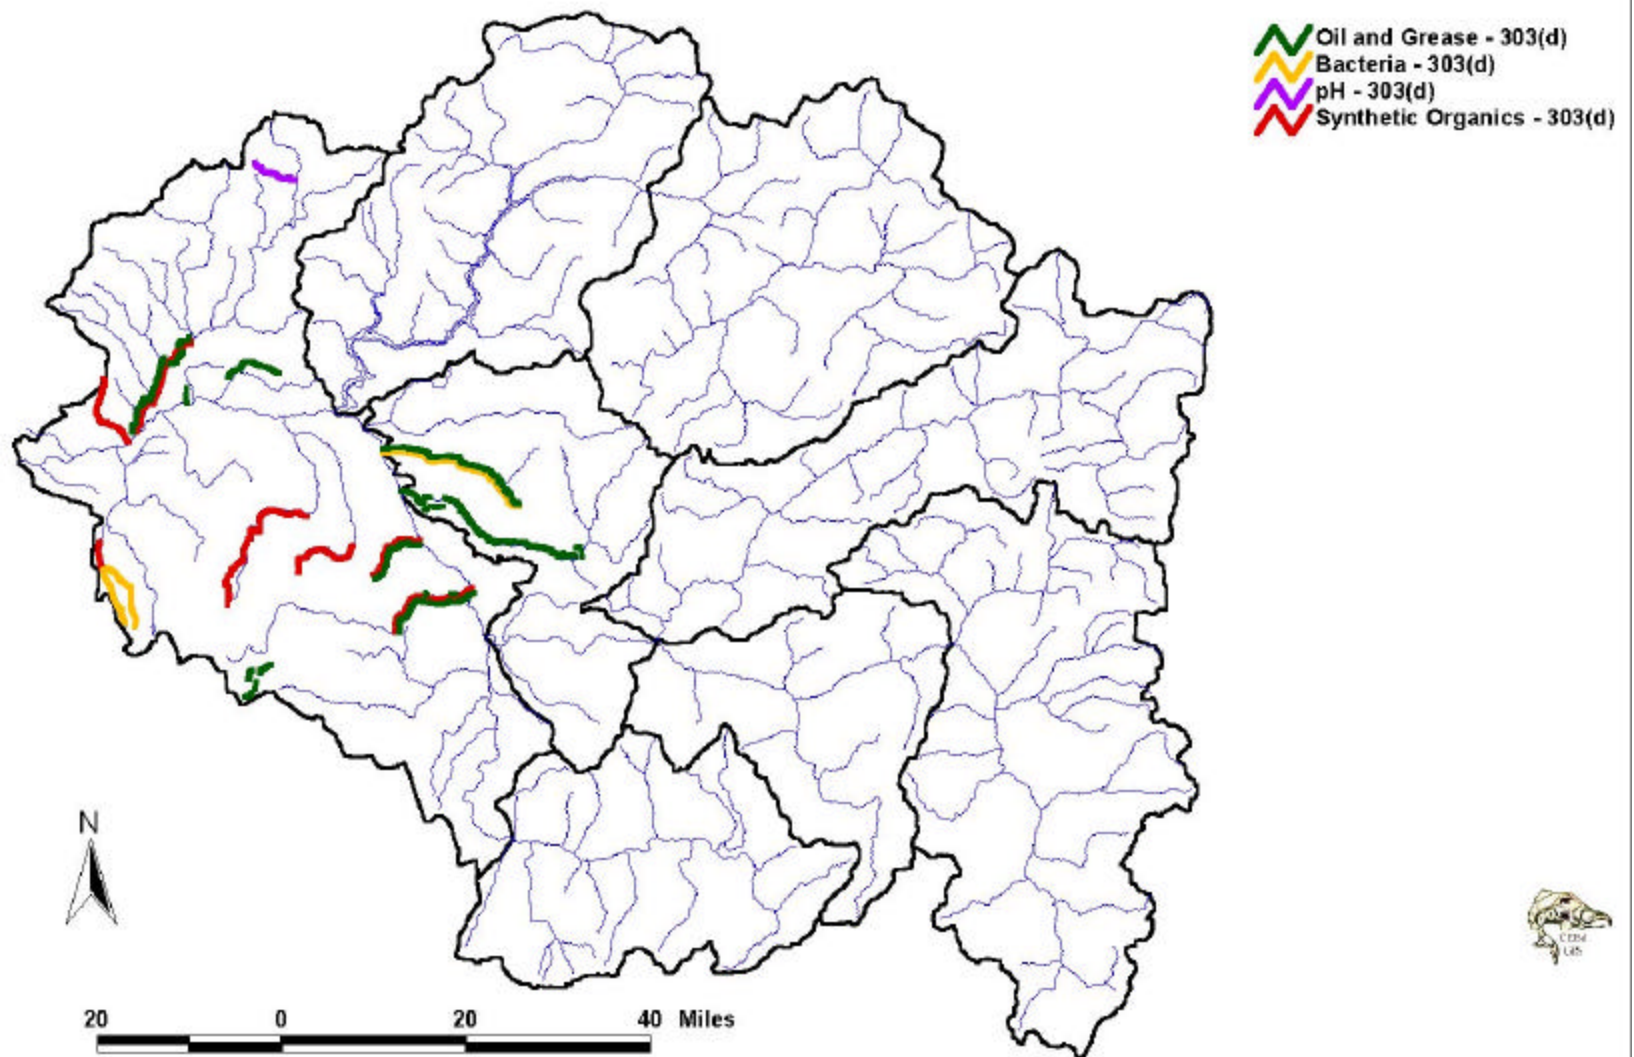 Oil and Grease - 303(d)
Bacteria - 303(d)
pH - 303(d)
Synthetic Organics - 303(d)
N
20 0 20 40 Miles